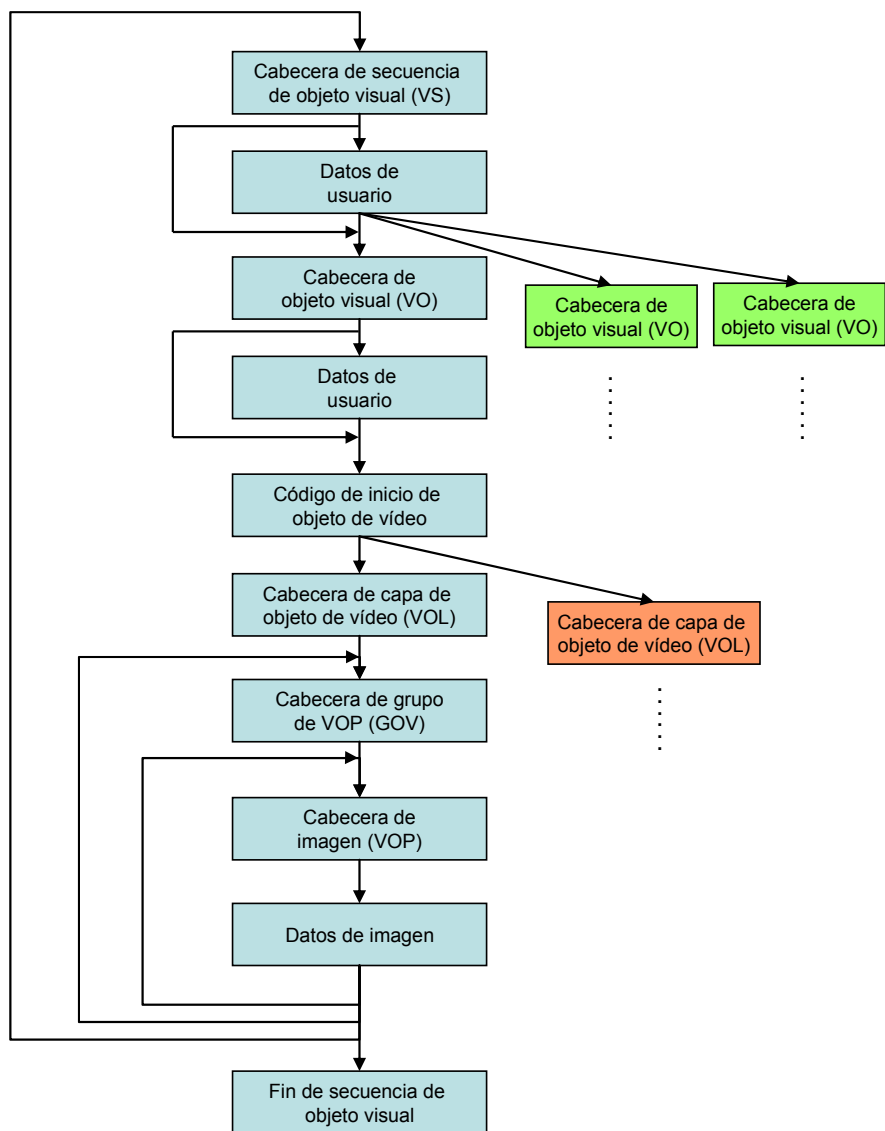 Cabecera de secuencia
de objeto visual (VS)
Datos de
usuario
Cabecera de
objeto visual (VO)
Cabecera de
objeto visual (VO)
Cabecera de
objeto visual (VO)
Datos de
usuario
Código de inicio de
objeto de vídeo
Cabecera de capa de
objeto de vídeo (VOL)
Cabecera de capa de
objeto de vídeo (VOL)
Cabecera de grupo
de VOP (GOV)
Cabecera de
imagen (VOP)
Datos de imagen
Fin de secuencia de
objeto visual